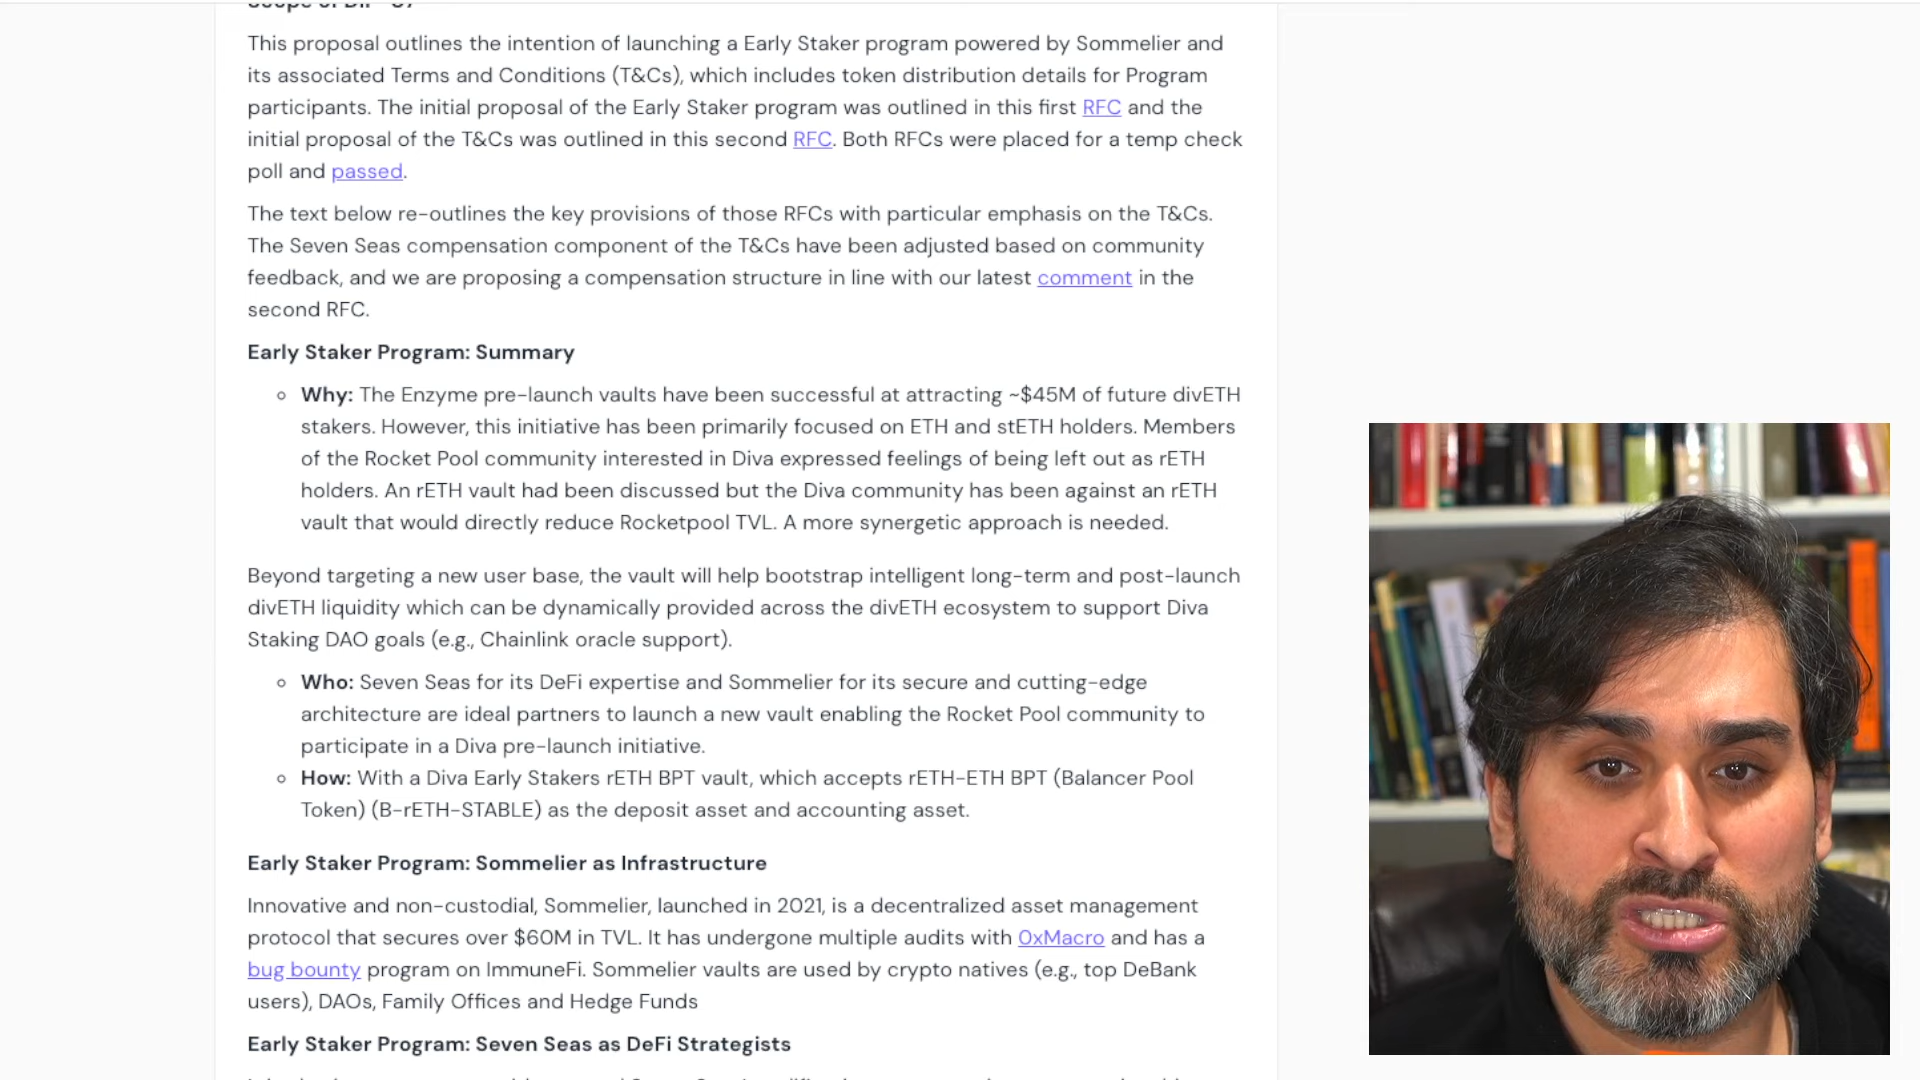 Scope of DIP-07
This proposal outlines the intention of launching a Early Staker program powered by Sommelier and
its associated Terms and Conditions (T&Cs), which includes token distribution details for Program
participants. The initial proposal of the Early Staker program was outlined in this first RFC and the
initial proposal of the T&Cs was outlined in this second RFC. Both RFCs were placed for a temp check
poll and passed.
The text below re-outlines the key provisions of those RFCs with particular emphasis on the T&Cs.
The Seven Seas compensation component of the T&Cs have been adjusted based on community
feedback, and we are proposing a compensation structure in line with our latest comment in the
second RFC.
Early Staker Program: Summary
Why: The Enzyme pre-launch vaults have been successful at attracting ~$45M of future divETH
stakers. However, this initiative has been primarily focused on ETH and stETH holders. Members
of the Rocket Pool community interested in Diva expressed feelings of being left out as rETH
holders. An rETH vault had been discussed but the Diva community has been against an rETH
vault that would directly reduce Rocketpool TVL. A more synergetic approach is needed.
Beyond targeting a new user base, the vault will help bootstrap intelligent long-term and post-launch
divETH liquidity which can be dynamically provided across the divETH ecosystem to support Diva
Staking DAO goals (e.g., Chainlink oracle support).
Who: Seven Seas for its DeFi expertise and Sommelier for its secure and cutting-edge
architecture are ideal partners to launch a new vault enabling the Rocket Pool community to
participate in a Diva pre-launch initiative.
How: With a Diva Early Stakers rETH BPT vault, which accepts rETH-ETH BPT (Balancer Pool
Token) (B-rETH-STABLE) as the deposit asset and accounting asset.
Early Staker Program: Sommelier as Infrastructure
Innovative and non-custodial, Sommelier, launched in 2021, is a decentralized asset management
protocol that secures over $60M in TVL. It has undergone multiple audits with 0xMacro and has a
bug bounty program on ImmuneFi. Sommelier vaults are used by crypto natives (e.g., top DeBank
users), DAOs, Family Offices and Hedge Funds
Early Staker Program: Seven Seas as DeFi Strategists